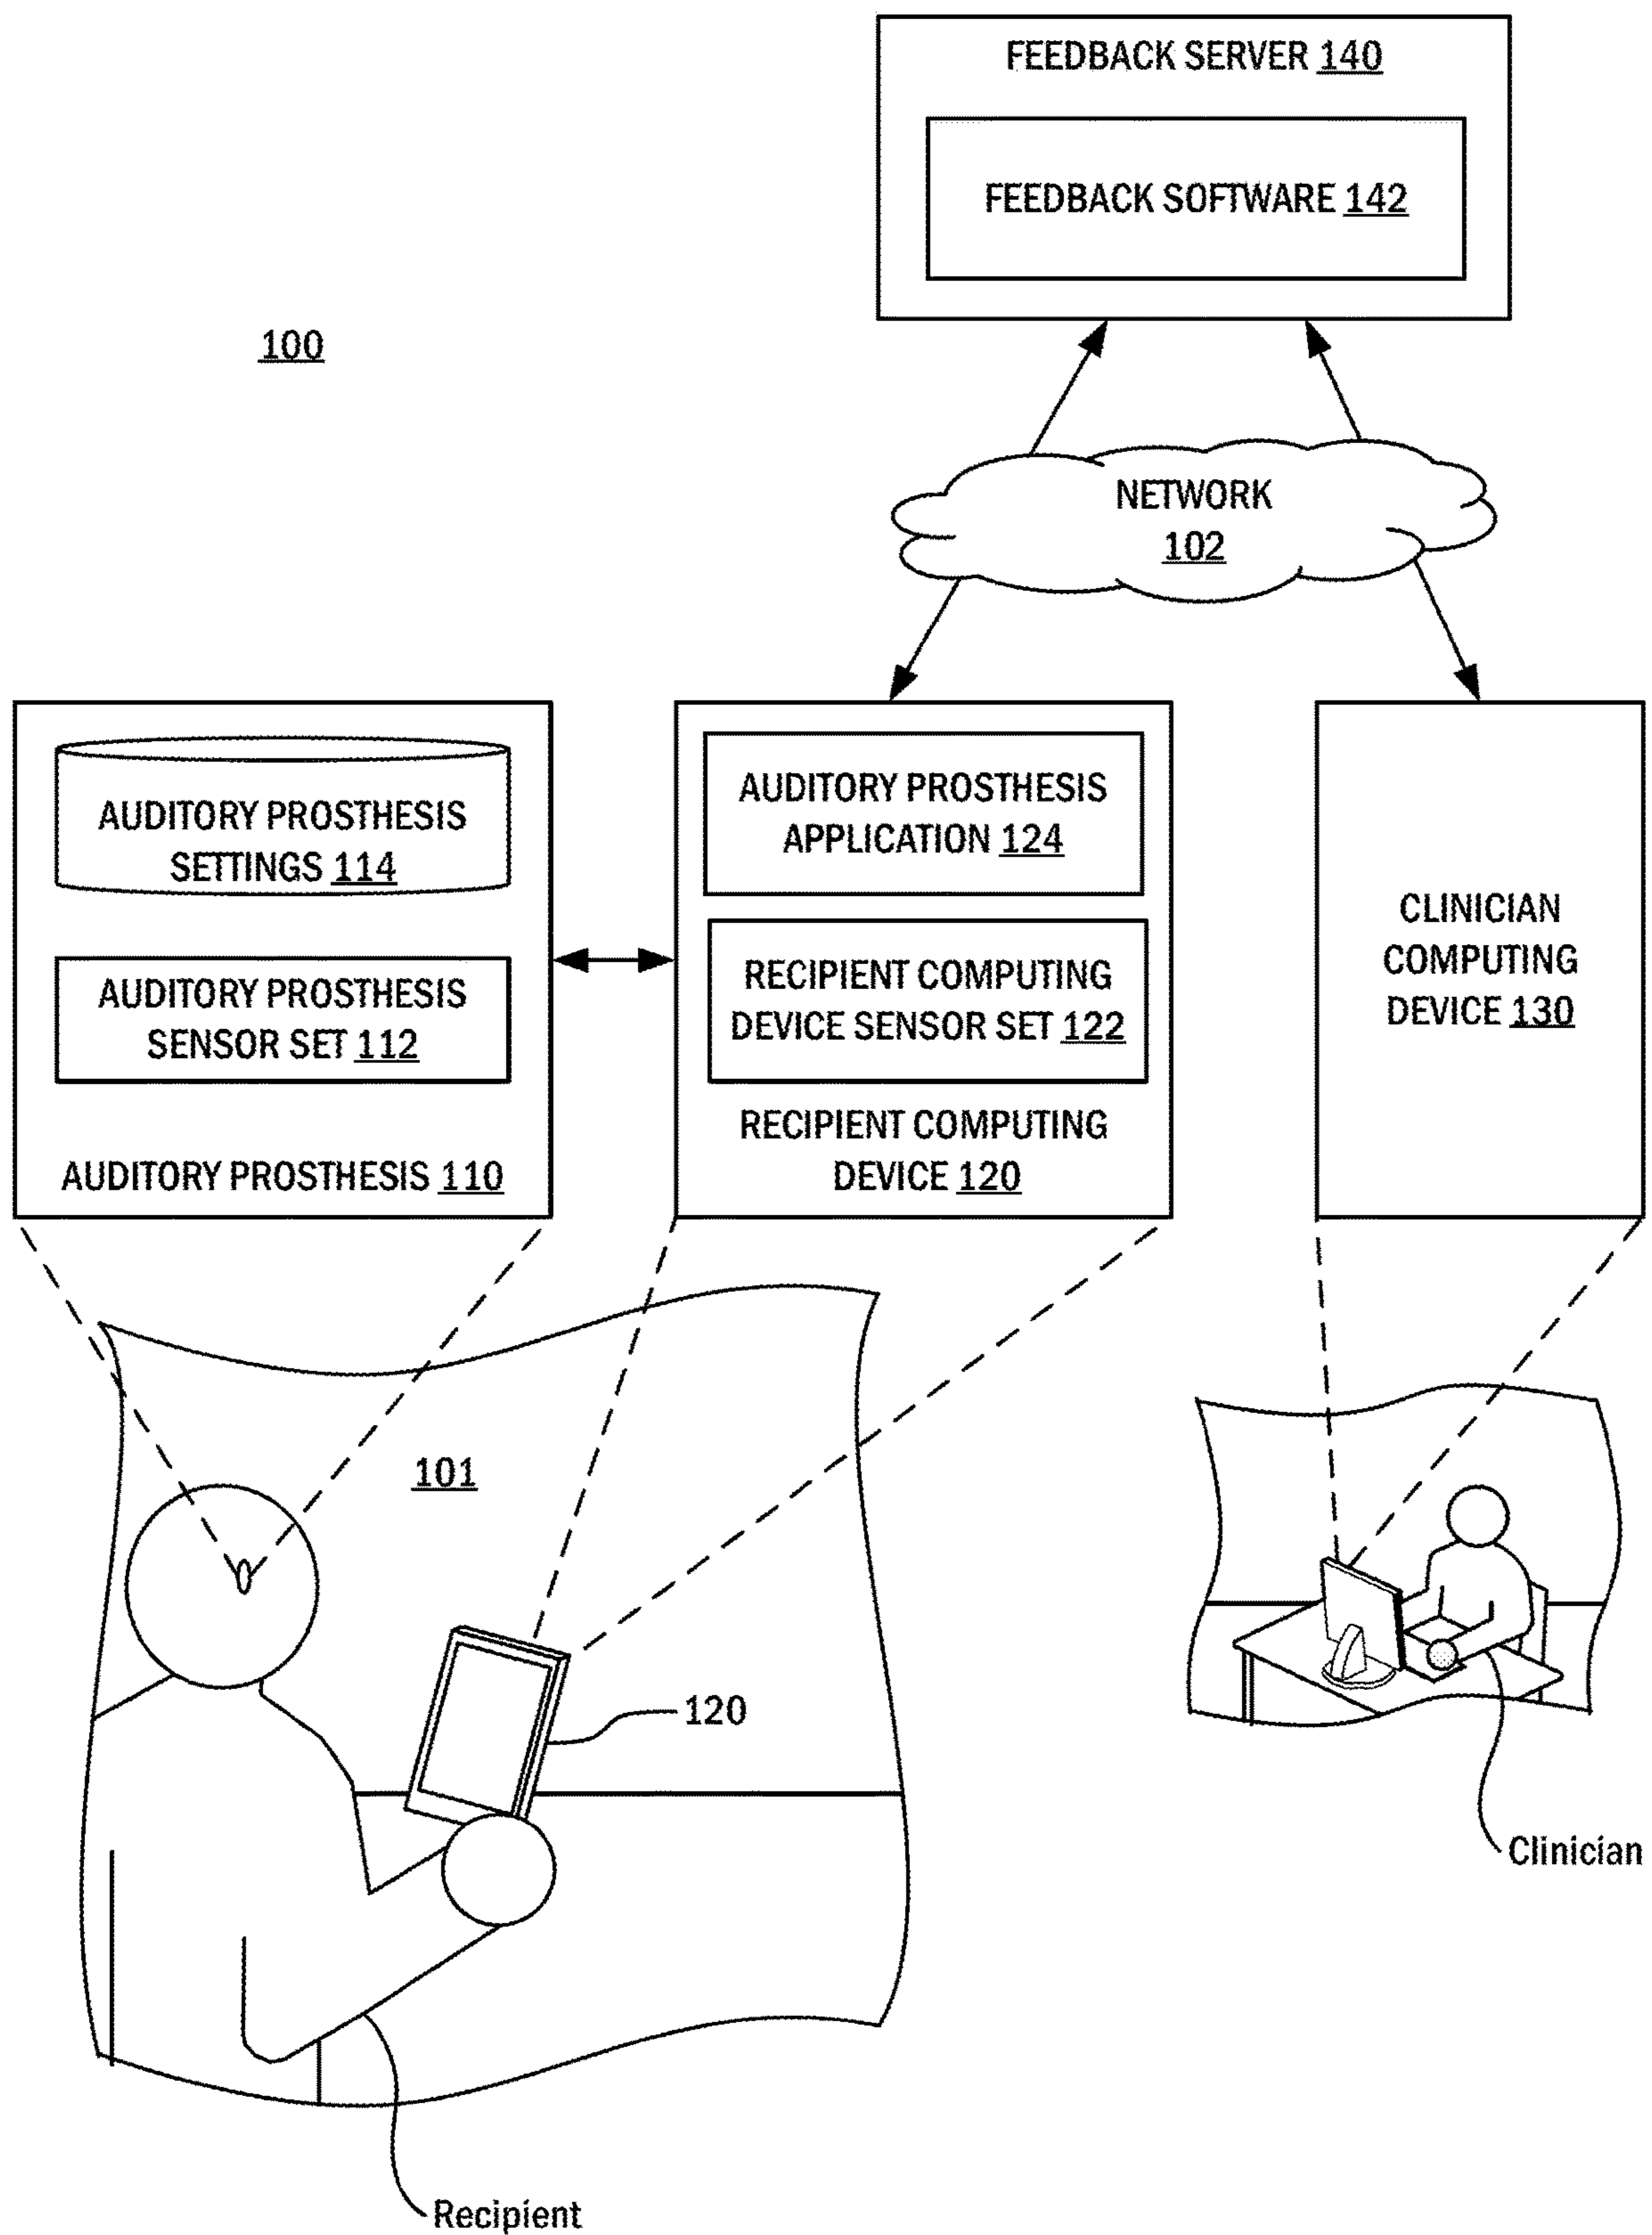 FEEDBACK SERVER 140
FEEDBACK SOFTWARE 142
100
NETWORK
102
AUDITORY PROSTHESIS
SETTINGS 114
AUDITORY PROSTHESIS
SENSOR SET 112
AUDITORY PROSTHESIS 110
AUDITORY PROSTHESIS
APPLICATION 124
RECIPIENT COMPUTING
DEVICE SENSOR SET 122
RECIPIENT COMPUTING
DEVICE 120
CLINICIAN
COMPUTING
DEVICE 130
101
120
Clinician
Recipient